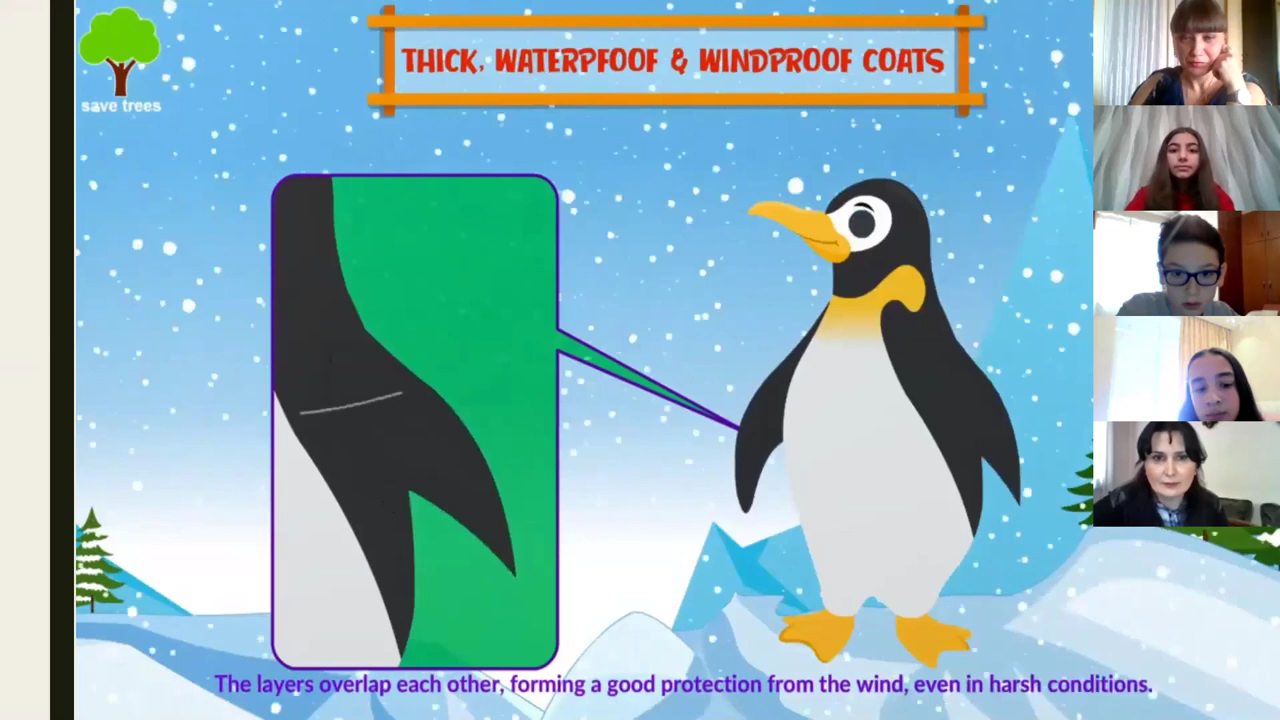 THICK, WATERPFOOF & WINDPROOF COATS
save trees
The layers overlap each other, forming a good protection from the wind, even in harsh conditions.